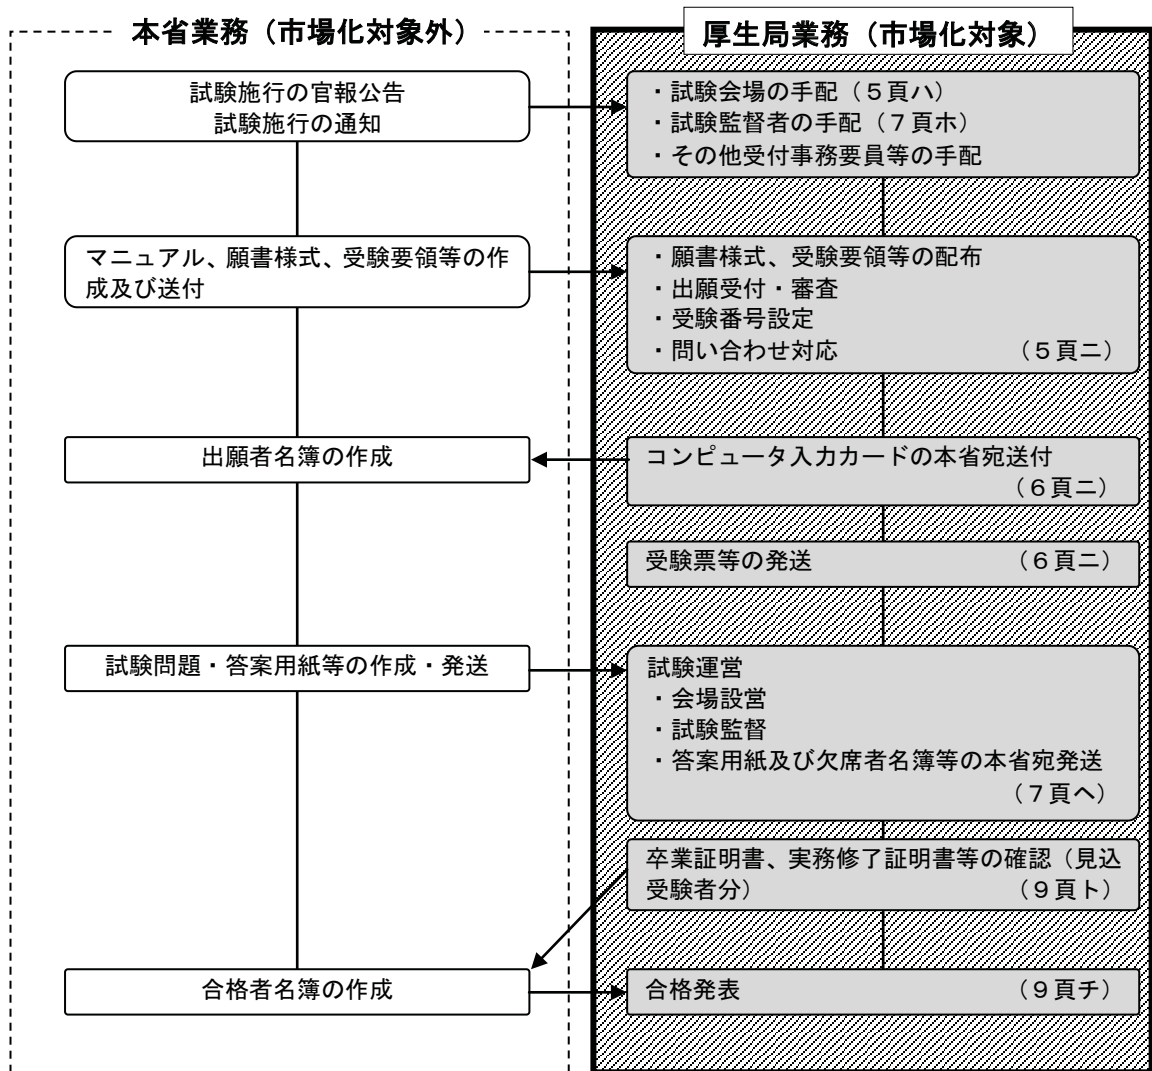 本省業務（市場化対象外）
厚生局業務（市場化対象）
試験施行の官報公告
試験施行の通知
・試験会場の手配（５頁ハ）
・試験監督者の手配（７頁ホ）
・その他受付事務要員等の手配
マニュアル、願書様式、受験要領等の作
成及び送付
・願書様式、受験要領等の配布
・出願受付・審査
・受験番号設定
・問い合わせ対応　（５頁ニ）
出願者名簿の作成
コンピュータ入力カードの本省宛送付
（６頁ニ）
受験票等の発送　（６頁ニ）
試験問題・答案用紙等の作成・発送
試験運営
・会場設営
・試験監督
・答案用紙及び欠席者名簿等の本省宛発送
（７頁ヘ）
卒業証明書、実務修了証明書等の確認（見込
受験者分）　（９頁ト）
合格者名簿の作成
合格発表　（９頁チ）